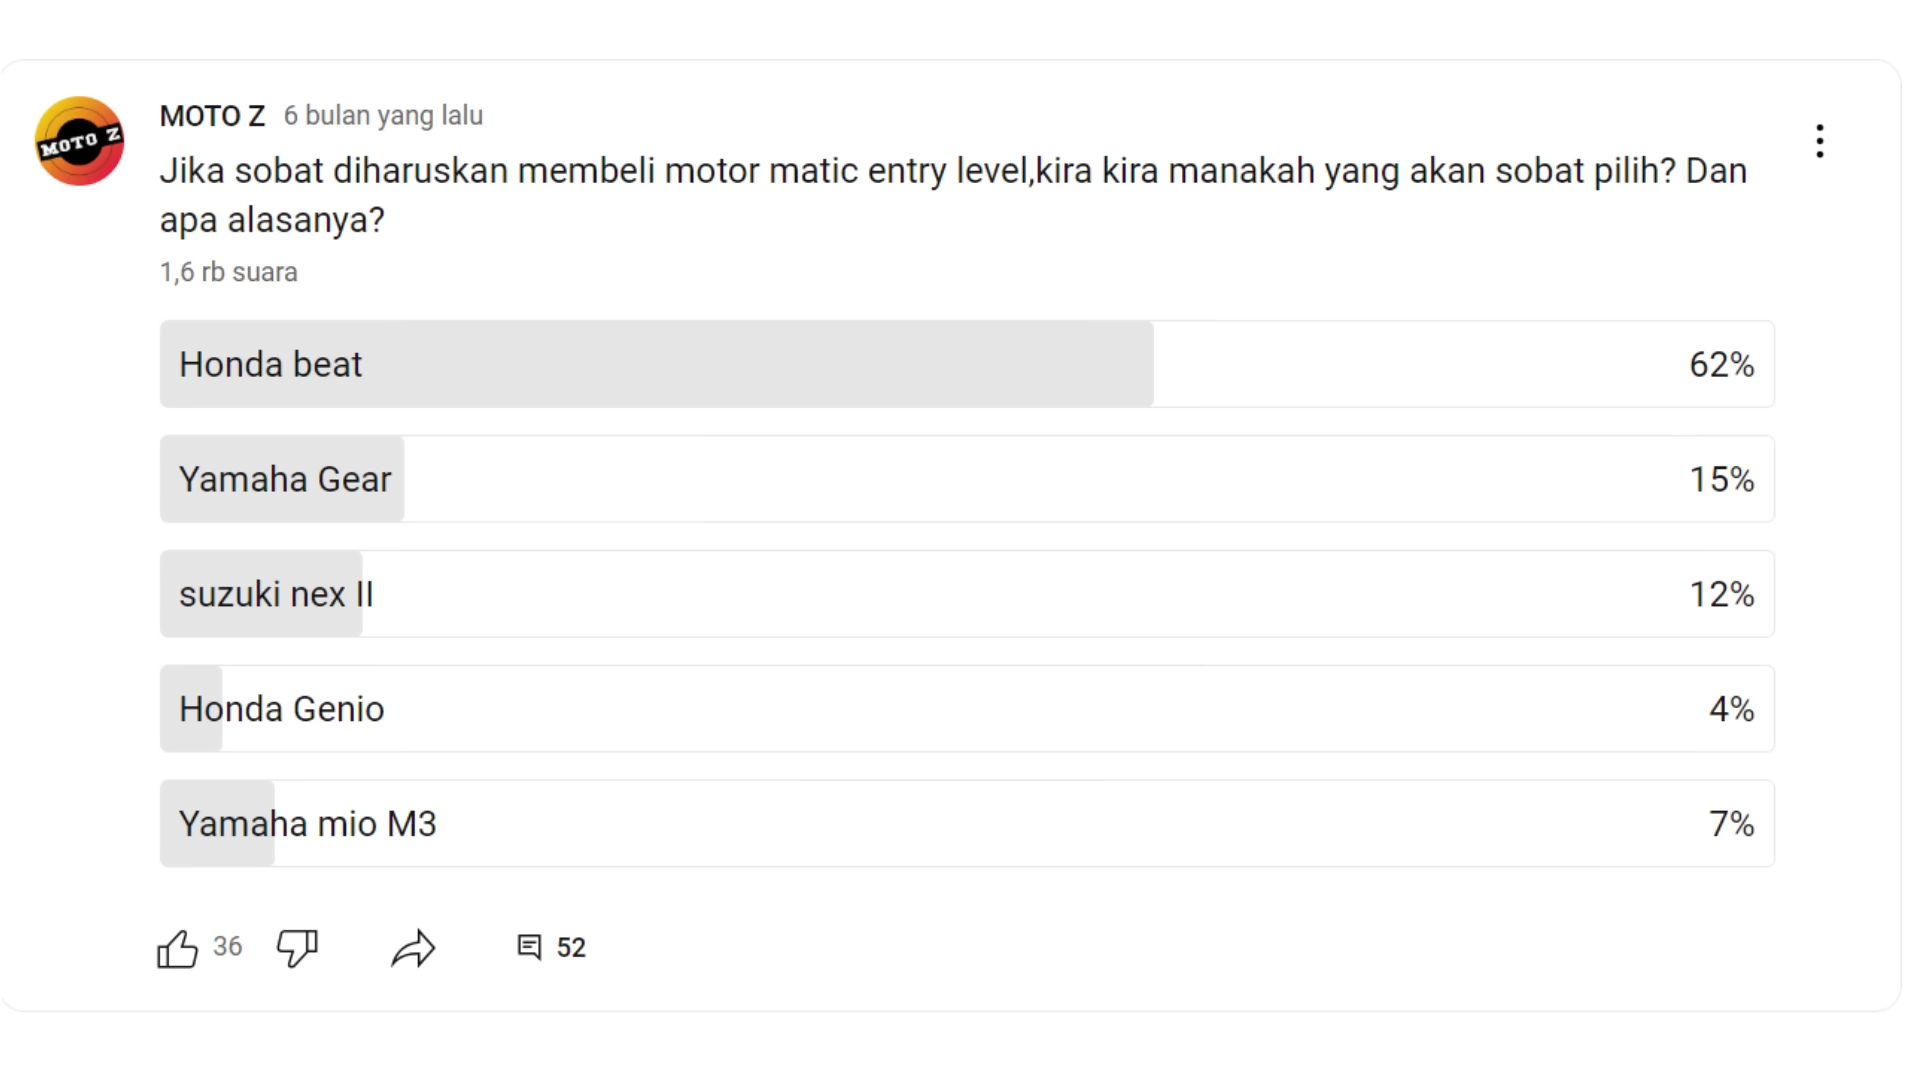 MOTO Z
MOTO Z 6 bulan yang lalu
Jika sobat diharuskan membeli motor matic entry level,kira kira manakah yang akan sobat pilih? Dan
apa alasanya?
1,6 rb suara
Honda beat 62%
Yamaha Gear 15%
suzuki nex II 12%
Honda Genio 4%
Yamaha mio M3 7%
36 52